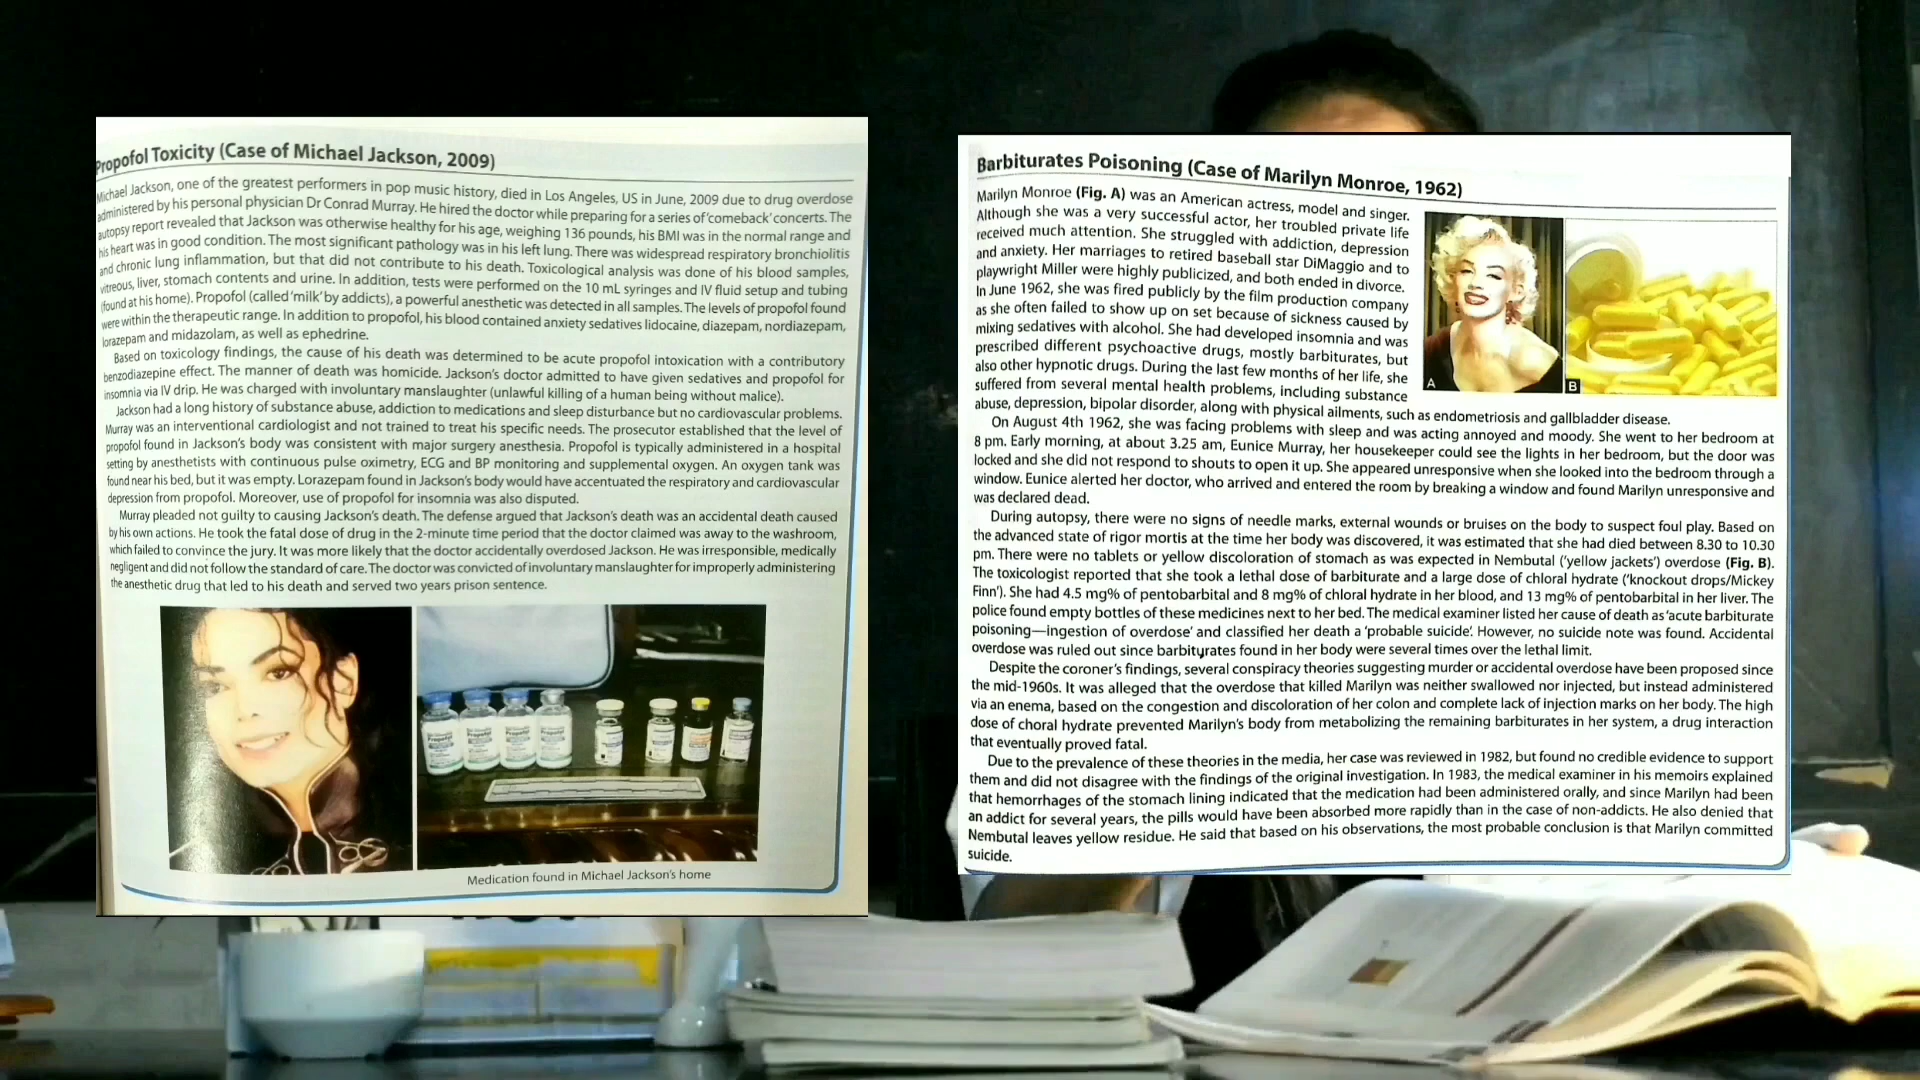 Propofol Toxicity (Case of Michael Jackson, 2009)
Michael Jackson, one of the greatest performers in pop music history, died in Los Angeles, US in June, 2009 due to drug overdose
administered by his personal physician Dr Conrad Murray. He hired the doctor while preparing for a series of 'comeback' concerts. The
autopsy report revealed that Jackson was otherwise healthy for his age, weighing 136 pounds, his BMI was in the normal range and
his heart was in good condition. The most significant pathology was in his left lung. There was widespread respiratory bronchiolitis
and chronic lung inflammation, but that did not contribute to his death. Toxicological analysis was done of his blood samples,
vitreous, liver, stomach contents and urine. In addition, tests were performed on the 10 mL syringes and IV fluid setup and tubing
(found at his home). Propofol (called 'milk' by addicts), a powerful anesthetic was detected in all samples. The levels of propofol found
were within the therapeutic range. In addition to propofol, his blood contained anxiety sedatives lidocaine, diazepam, nordiazepam,
lorazepam and midazolam, as well as ephedrine.
Based on toxicology findings, the cause of his death was determined to be acute propofol intoxication with a contributory
benzodiazepine effect. The manner of death was homicide. Jackson's doctor admitted to have given sedatives and propofol for
insomnia via IV drip. He was charged with involuntary manslaughter (unlawful killing of a human being without malice).
Jackson had a long history of substance abuse, addiction to medications and sleep disturbance but no cardiovascular problems.
Murray was an interventional cardiologist and not trained to treat his specific needs. The prosecutor established that the level of
propofol found in Jackson's body was consistent with major surgery anesthesia. Propofol is typically administered in a hospital
setting by anesthetists with continuous pulse oximetry, ECG and BP monitoring and supplemental oxygen. An oxygen tank was
found near his bed, but it was empty. Lorazepam found in Jackson's body would have accentuated the respiratory and cardiovascular
depression from propofol. Moreover, use of propofol for insomnia was also disputed.
Murray pleaded not guilty to causing Jackson's death. The defense argued that Jackson's death was an accidental death caused
by his own actions. He took the fatal dose of drug in the 2-minute time period that the doctor claimed was away to the washroom,
which failed to convince the jury. It was more likely that the doctor accidentally overdosed Jackson. He was irresponsible, medically
negligent and did not follow the standard of care. The doctor was convicted of involuntary manslaughter for improperly administering
the anesthetic drug that led to his death and served two years prison sentence.
Propofol Propofol Propofol Propofol
Medication found in Michael Jackson's home
Barbiturates Poisoning (Case of Marilyn Monroe, 1962)
Marilyn Monroe (Fig. A) was an American actress, model and singer.
Although she was a very successful actor, her troubled private life
received much attention. She struggled with addiction, depression
and anxiety. Her marriages to retired baseball star DiMaggio and to
playwright Miller were highly publicized, and both ended in divorce.
In June 1962, she was fired publicly by the film production company
as she often failed to show up on set because of sickness caused by
mixing sedatives with alcohol. She had developed insomnia and was
prescribed different psychoactive drugs, mostly barbiturates, but
also other hypnotic drugs. During the last few months of her life, she
suffered from several mental health problems, including substance
abuse, depression, bipolar disorder, along with physical ailments, such as endometriosis and gallbladder disease.
A
B
On August 4th 1962, she was facing problems with sleep and was acting annoyed and moody. She went to her bedroom at
8 pm. Early morning, at about 3.25 am, Eunice Murray, her housekeeper could see the lights in her bedroom, but the door was
locked and she did not respond to shouts to open it up. She appeared unresponsive when she looked into the bedroom through a
window. Eunice alerted her doctor, who arrived and entered the room by breaking a window and found Marilyn unresponsive and
was declared dead.
During autopsy, there were no signs of needle marks, external wounds or bruises on the body to suspect foul play. Based on
the advanced state of rigor mortis at the time her body was discovered, it was estimated that she had died between 8.30 to 10.30
pm. There were no tablets or yellow discoloration of stomach as was expected in Nembutal ('yellow jackets') overdose (Fig. B).
The toxicologist reported that she took a lethal dose of barbiturate and a large dose of chloral hydrate ('knockout drops/Mickey
Finn'). She had 4.5 mg% of pentobarbital and 8 mg% of chloral hydrate in her blood, and 13 mg% of pentobarbital in her liver. The
police found empty bottles of these medicines next to her bed. The medical examiner listed her cause of death as 'acute barbiturate
poisoning—ingestion of overdose' and classified her death a 'probable suicide'. However, no suicide note was found. Accidental
overdose was ruled out since barbiturates found in her body were several times over the lethal limit.
Despite the coroner's findings, several conspiracy theories suggesting murder or accidental overdose have been proposed since
the mid-1960s. It was alleged that the overdose that killed Marilyn was neither swallowed nor injected, but instead administered
via an enema, based on the congestion and discoloration of her colon and complete lack of injection marks on her body. The high
dose of choral hydrate prevented Marilyn's body from metabolizing the remaining barbiturates in her system, a drug interaction
that eventually proved fatal.
Due to the prevalence of these theories in the media, her case was reviewed in 1982, but found no credible evidence to support
them and did not disagree with the findings of the original investigation. In 1983, the medical examiner in his memoirs explained
that hemorrhages of the stomach lining indicated that the medication had been administered orally, and since Marilyn had been
an addict for several years, the pills would have been absorbed more rapidly than in the case of non-addicts. He also denied that
Nembutal leaves yellow residue. He said that based on his observations, the most probable conclusion is that Marilyn committed
suicide.